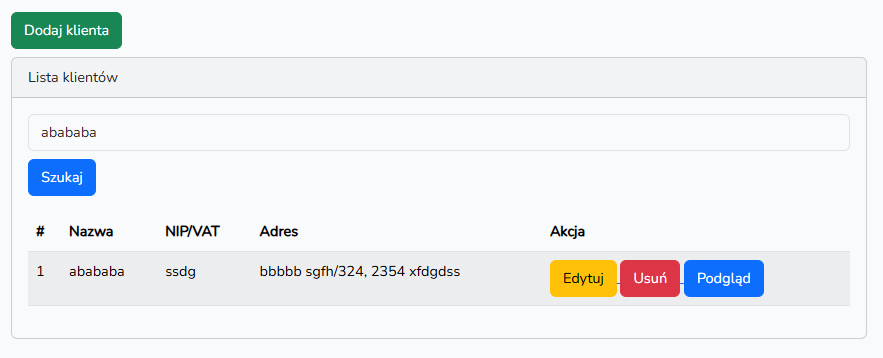 Dodaj klienta
Lista klientów
abababa
Szukaj
# Nazwa NIP/VAT Adres Akcja
1 abababa ssdg bbbbb sgfh/324, 2354 xfdgdss Edytuj Usuń Podgląd